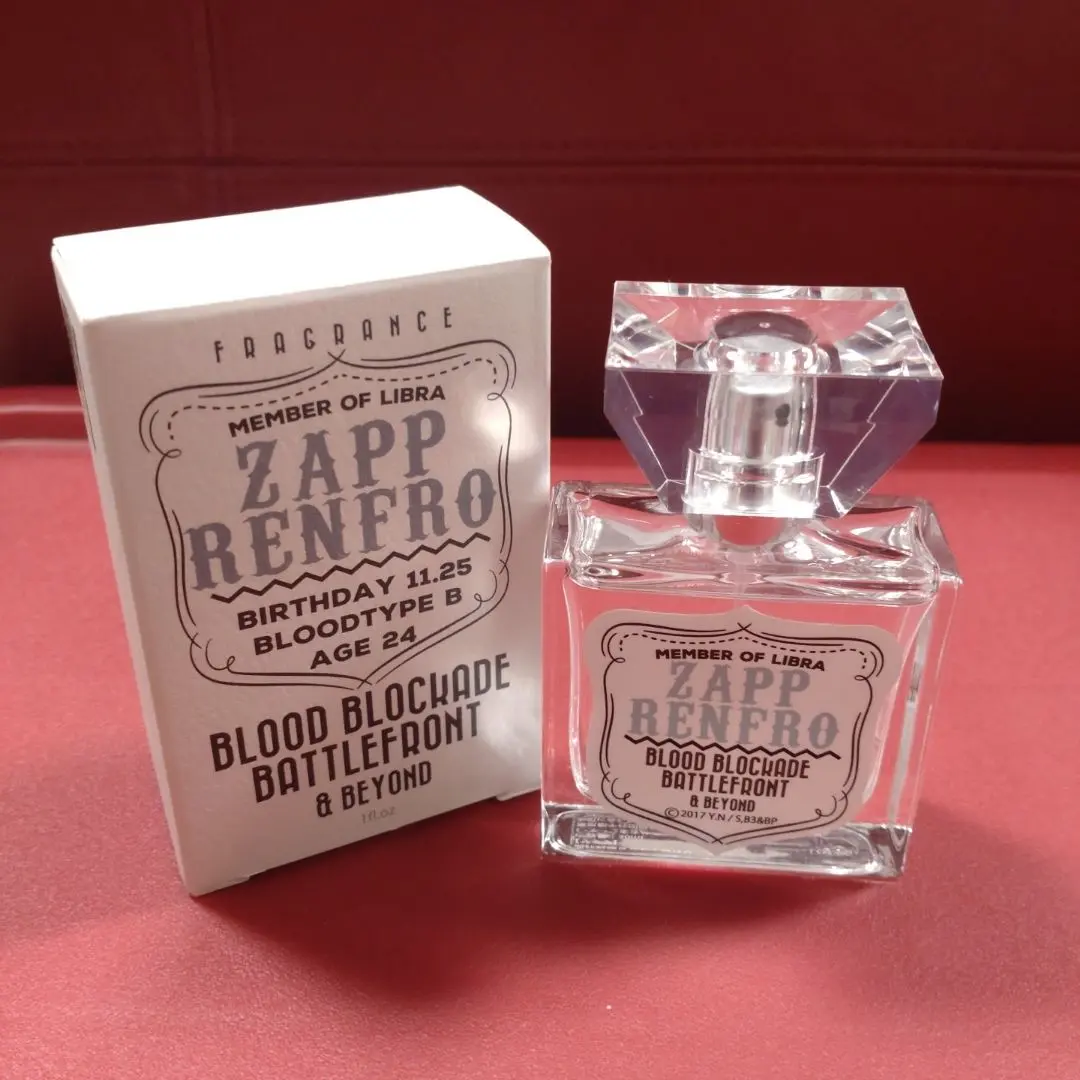 FRAGRANCE
MEMBER OF LIBRA
ZAPP
RENFRO
BIRTHDAY 11.25
BLOODTYPE B
AGE 24
BLOOD BLOCKADE
BATTLEFRONT
& BEYOND
1fl.oz
MEMBER OF LIBRA
ZAPP
RENFRO
BLOOD BLOCKADE
BATTLEFRONT
& BEYOND
©2017 Y.N / S,B3&BP